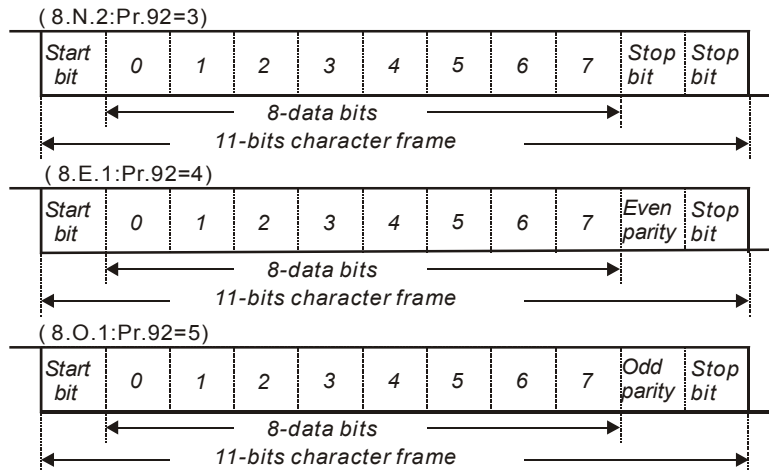 ( 8.N.2:Pr.92=3)
Start bit 0 1 2 3 4 5 6 7 Stop bit Stop bit
8-data bits
11-bits character frame
( 8.E.1:Pr.92=4)
Start bit 0 1 2 3 4 5 6 7 Even parity Stop bit
8-data bits
11-bits character frame
( 8.O.1:Pr.92=5)
Start bit 0 1 2 3 4 5 6 7 Odd parity Stop bit
8-data bits
11-bits character frame